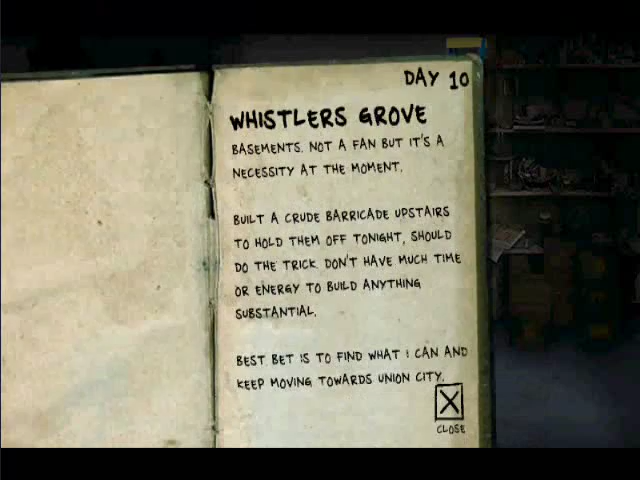 DAY 10
WHISTLERS GROVE
BASEMENTS. NOT A FAN BUT IT'S A
NECESSITY AT THE MOMENT.
BUILT A CRUDE BARRICADE UPSTAIRS
TO HOLD THEM OFF TONIGHT, SHOULD
DO THE TRICK. DON'T HAVE MUCH TIME
OR ENERGY TO BUILD ANYTHING
SUBSTANTIAL.
BEST BET IS TO FIND WHAT I CAN AND
KEEP MOVING TOWARDS UNION CITY.
CLOSE